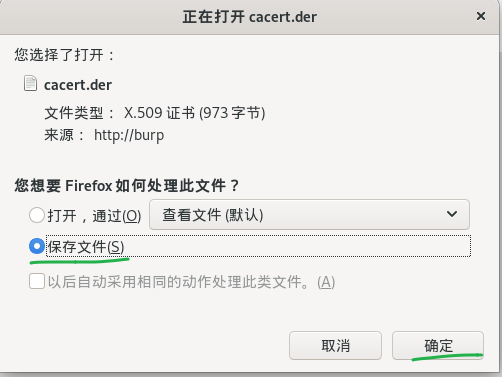 正在打开 cacert.der
您选择了打开：
cacert.der
文件类型： X.509 证书 (973 字节)
来源： http://burp
您想要 Firefox 如何处理此文件？
打开，通过(O) 查看文件 (默认)
保存文件(S)
以后自动采用相同的动作处理此类文件。(A)
取消 确定